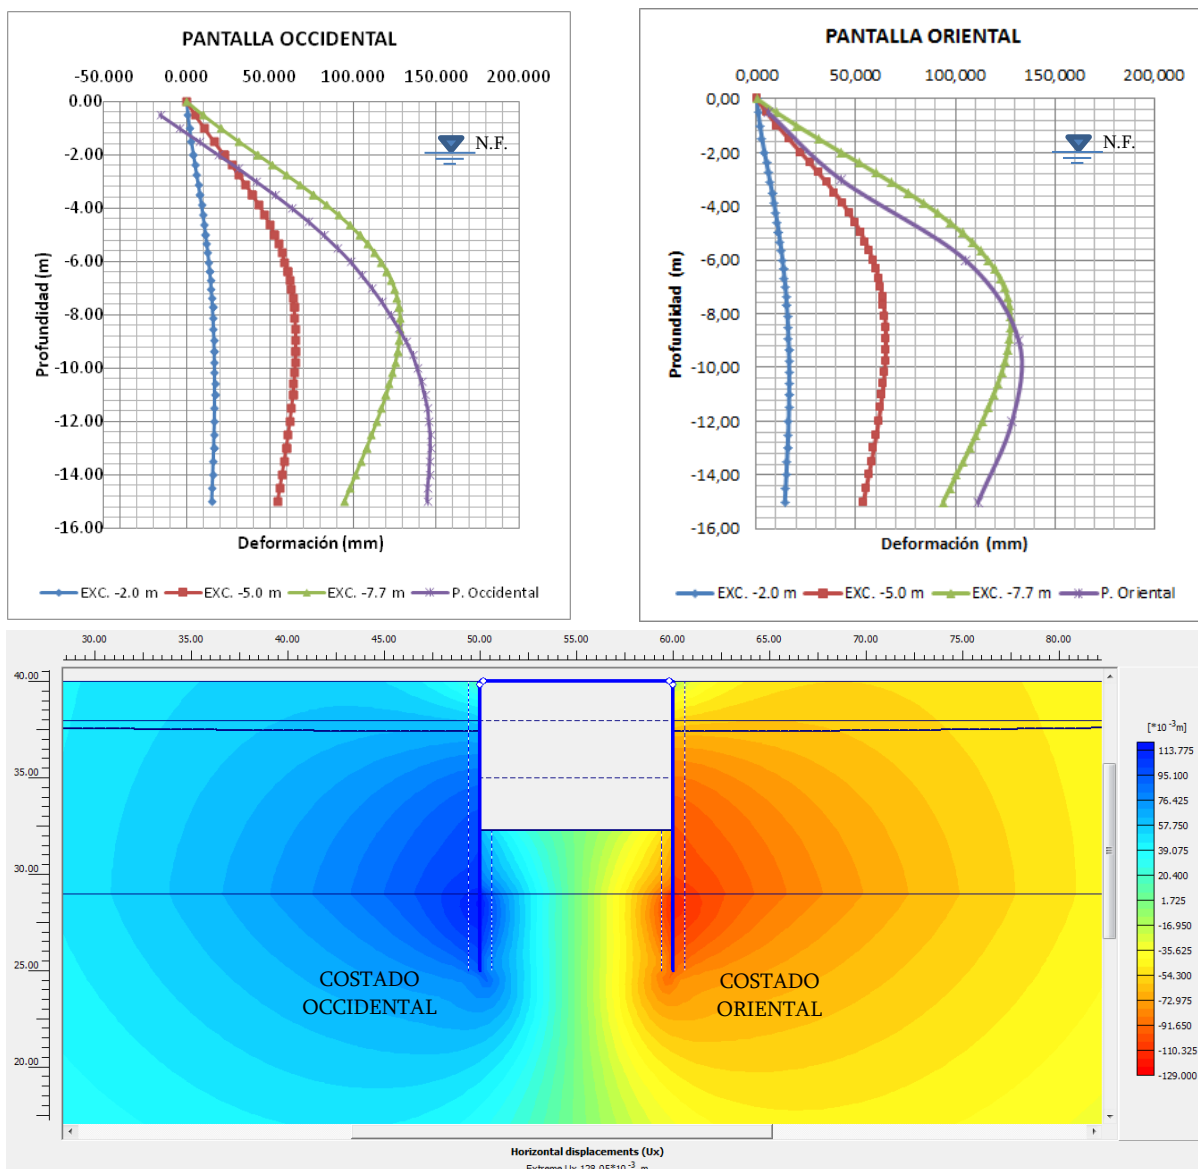 PANTALLA OCCIDENTAL
-50.000 0.000 50.000 100.000 150.000 200.000
0.00
-2.00
-4.00
-6.00
-8.00
-10.00
-12.00
-14.00
-16.00
Profundidad (m)
N.F.
Deformación (mm)
EXC. -2.0 m EXC. -5.0 m EXC. -7.7 m P. Occidental
PANTALLA ORIENTAL
0,000 50,000 100,000 150,000 200,000
0,00
-2,00
-4,00
-6,00
-8,00
-10,00
-12,00
-14,00
-16,00
Profundidad (m)
N.F.
Deformación (mm)
EXC. -2.0 m EXC. -5.0 m EXC. -7.7 m P. Oriental
30.00 35.00 40.00 45.00 50.00 55.00 60.00 65.00 70.00 75.00 80.00
40.00
35.00
30.00
25.00
20.00
COSTADO
OCCIDENTAL
COSTADO
ORIENTAL
m
[*10⁻³m]
113.775
95.100
76.425
57.750
39.075
20.400
1.725
-16.950
-35.625
-54.300
-72.975
-91.650
-110.325
-129.000
Horizontal displacements (Ux)
Extreme Ux 128.95*10⁻³ m